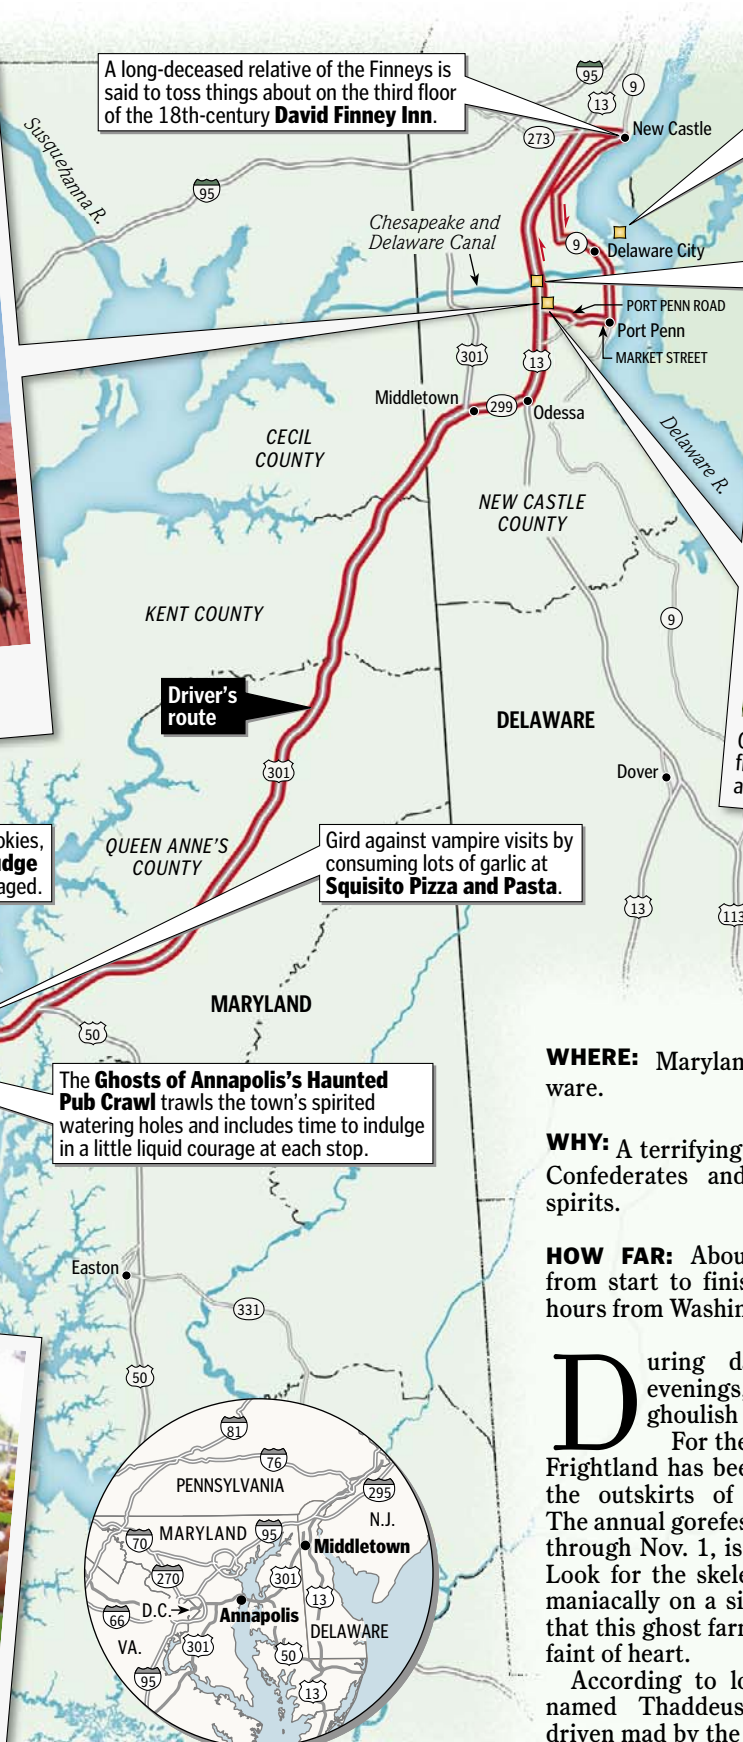 A long-deceased relative of the Finneys is
said to toss things about on the third floor
of the 18th-century David Finney Inn.
95
9
13
New Castle
273
Susquehanna R.
95
Chesapeake and
Delaware Canal
9
Delaware City
PORT PENN ROAD
Port Penn
MARKET STREET
301
13
Middletown
299
Odessa
Delaware R.
CECIL
COUNTY
NEW CASTLE
COUNTY
KENT COUNTY
9
Driver's
route
DELAWARE
Dover
301
QUEEN ANNE'S
COUNTY
Gird against vampire visits by
consuming lots of garlic at
Squisito Pizza and Pasta.
okies,
udge
aged.
13
113
MARYLAND
50
The Ghosts of Annapolis's Haunted
Pub Crawl trawls the town's spirited
watering holes and includes time to indulge
in a little liquid courage at each stop.
Easton
331
50
WHERE: Marylan
ware.
WHY: A terrifying
Confederates and
spirits.
HOW FAR: Abou
from start to finis
hours from Washin
During d
evenings,
ghoulish
For the
Frightland has bee
the outskirts of
The annual gorefes
through Nov. 1, is
Look for the skele
maniacally on a si
that this ghost farm
faint of heart.
According to lo
named Thaddeus
driven mad by the
81
76
PENNSYLVANIA
295
N.J.
70
MARYLAND
95
Middletown
270
301
13
D.C.
Annapolis
66
VA.
301
DELAWARE
50
95
13